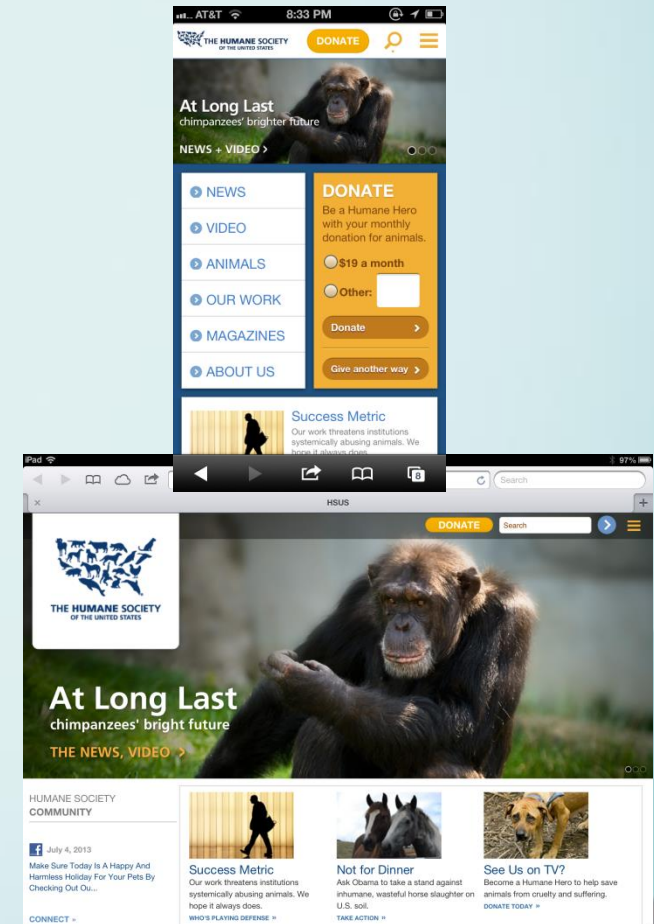 AT&T 8:33 PM
THE HUMANE SOCIETY
OF THE UNITED STATES
DONATE
At Long Last
chimpanzees' brighter future
NEWS + VIDEO >
NEWS
VIDEO
ANIMALS
OUR WORK
MAGAZINES
ABOUT US
DONATE
Be a Humane Hero
with your monthly
donation for animals.
$19 a month
Other:
Donate
Give another way
Success Metric
Our work threatens institutions
systemically abusing animals. We
hope it always does.
8
iPad 97%
Search
HSUS
DONATE Search
THE HUMANE SOCIETY
OF THE UNITED STATES
At Long Last
chimpanzees' bright future
THE NEWS, VIDEO >
HUMANE SOCIETY
COMMUNITY
July 4, 2013
Make Sure Today Is A Happy And
Harmless Holiday For Your Pets By
Checking Out Ou...
CONNECT »
Success Metric
Our work threatens institutions
systemically abusing animals. We
hope it always does.
WHO'S PLAYING DEFENSE »
Not for Dinner
Ask Obama to take a stand against
inhumane, wasteful horse slaughter on
U.S. soil.
TAKE ACTION »
See Us on TV?
Become a Humane Hero to help save
animals from cruelty and suffering.
DONATE TODAY »